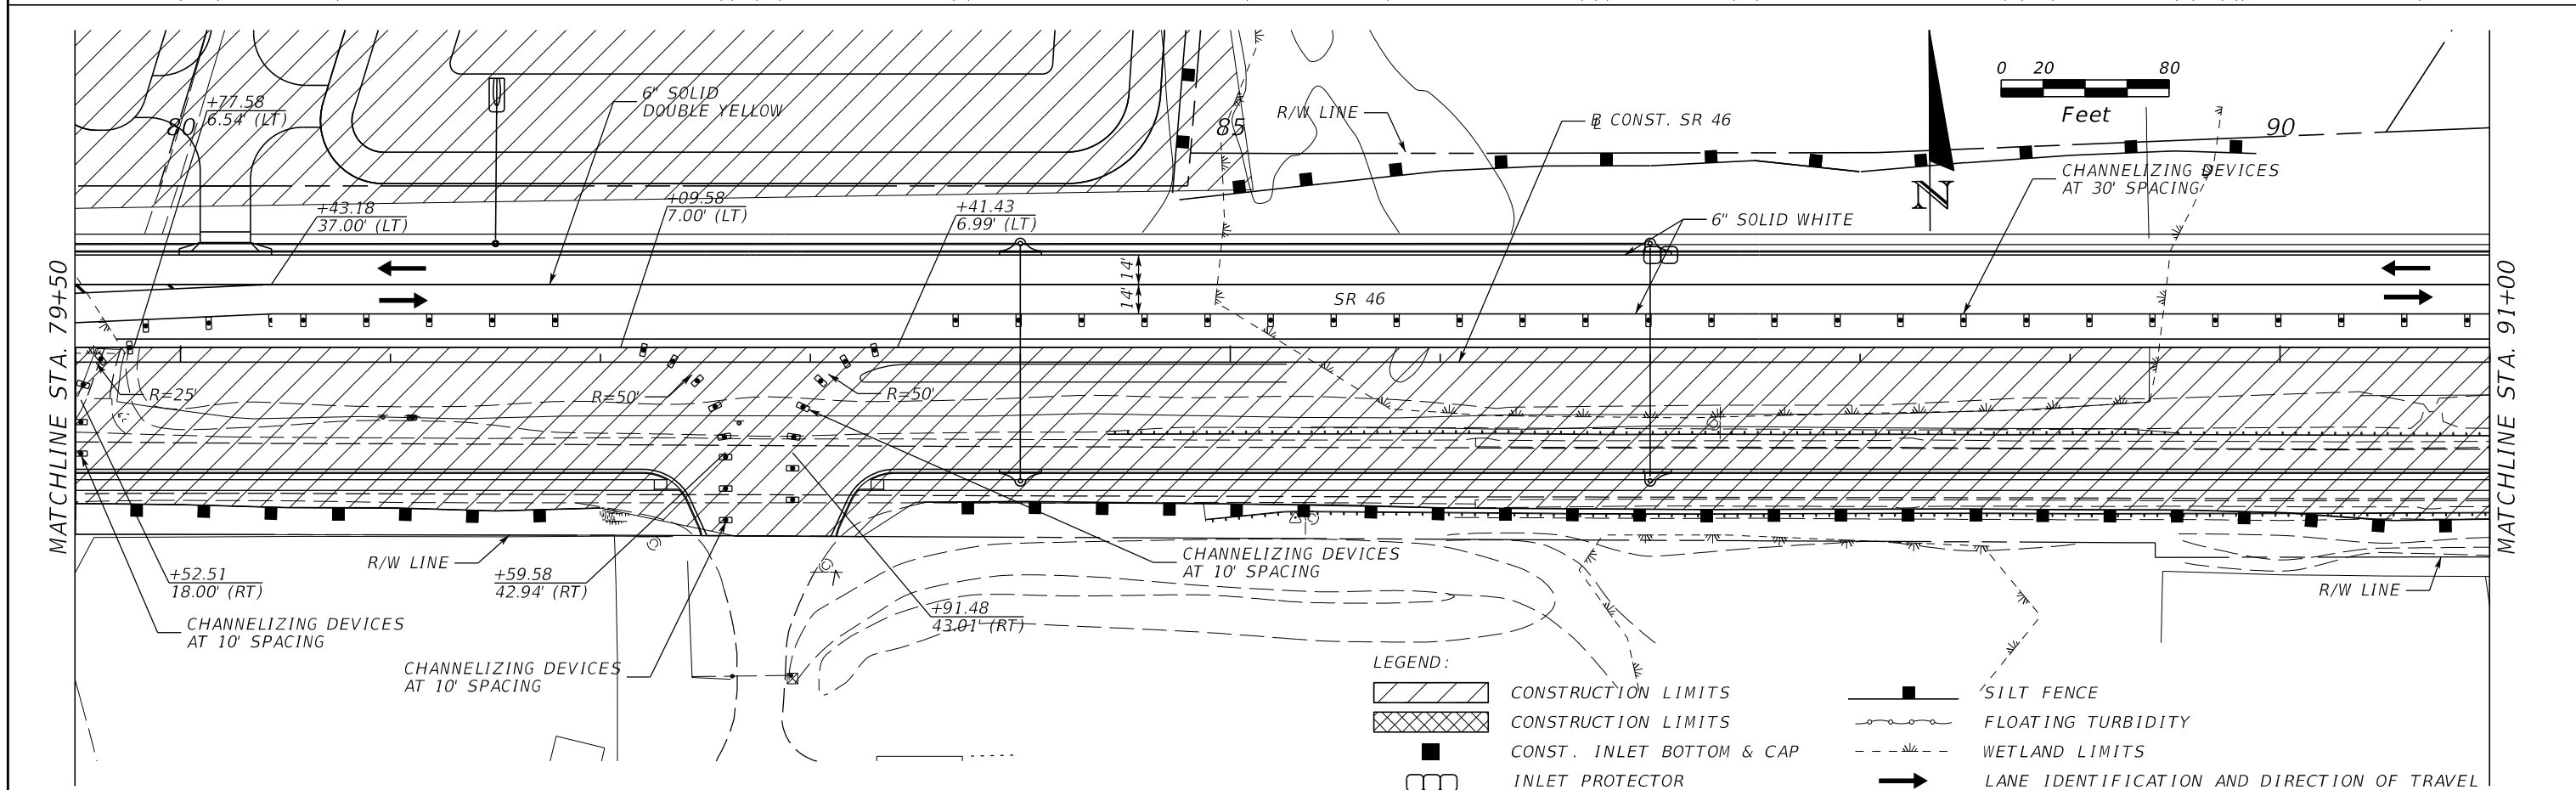 +77.58
6.54' (LT)
80
6" SOLID
DOUBLE YELLOW
85
R/W LINE
BL CONST. SR 46
0 20 80
Feet
90
CHANNELIZING DEVICES
AT 30' SPACING
N
+43.18
37.00' (LT)
+09.58
7.00' (LT)
+41.43
6.99' (LT)
6" SOLID WHITE
14'
14'
SR 46
MATCHLINE STA. 79+50
MATCHLINE STA. 91+00
R=25'
R=50'
R=50'
R/W LINE
+52.51
18.00' (RT)
+59.58
42.94' (RT)
CHANNELIZING DEVICES
AT 10' SPACING
+91.48
43.01' (RT)
R/W LINE
CHANNELIZING DEVICES
AT 10' SPACING
CHANNELIZING DEVICES
AT 10' SPACING
LEGEND:
CONSTRUCTION LIMITS
CONSTRUCTION LIMITS
CONST. INLET BOTTOM & CAP
INLET PROTECTOR
SILT FENCE
FLOATING TURBIDITY
WETLAND LIMITS
LANE IDENTIFICATION AND DIRECTION OF TRAVEL